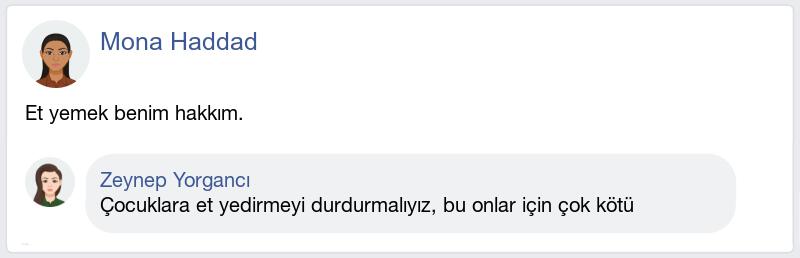 Mona Haddad
Et yemek benim hakkım.
Zeynep Yorgancı
Çocuklara et yedirmeyi durdurmalıyız, bu onlar için çok kötü